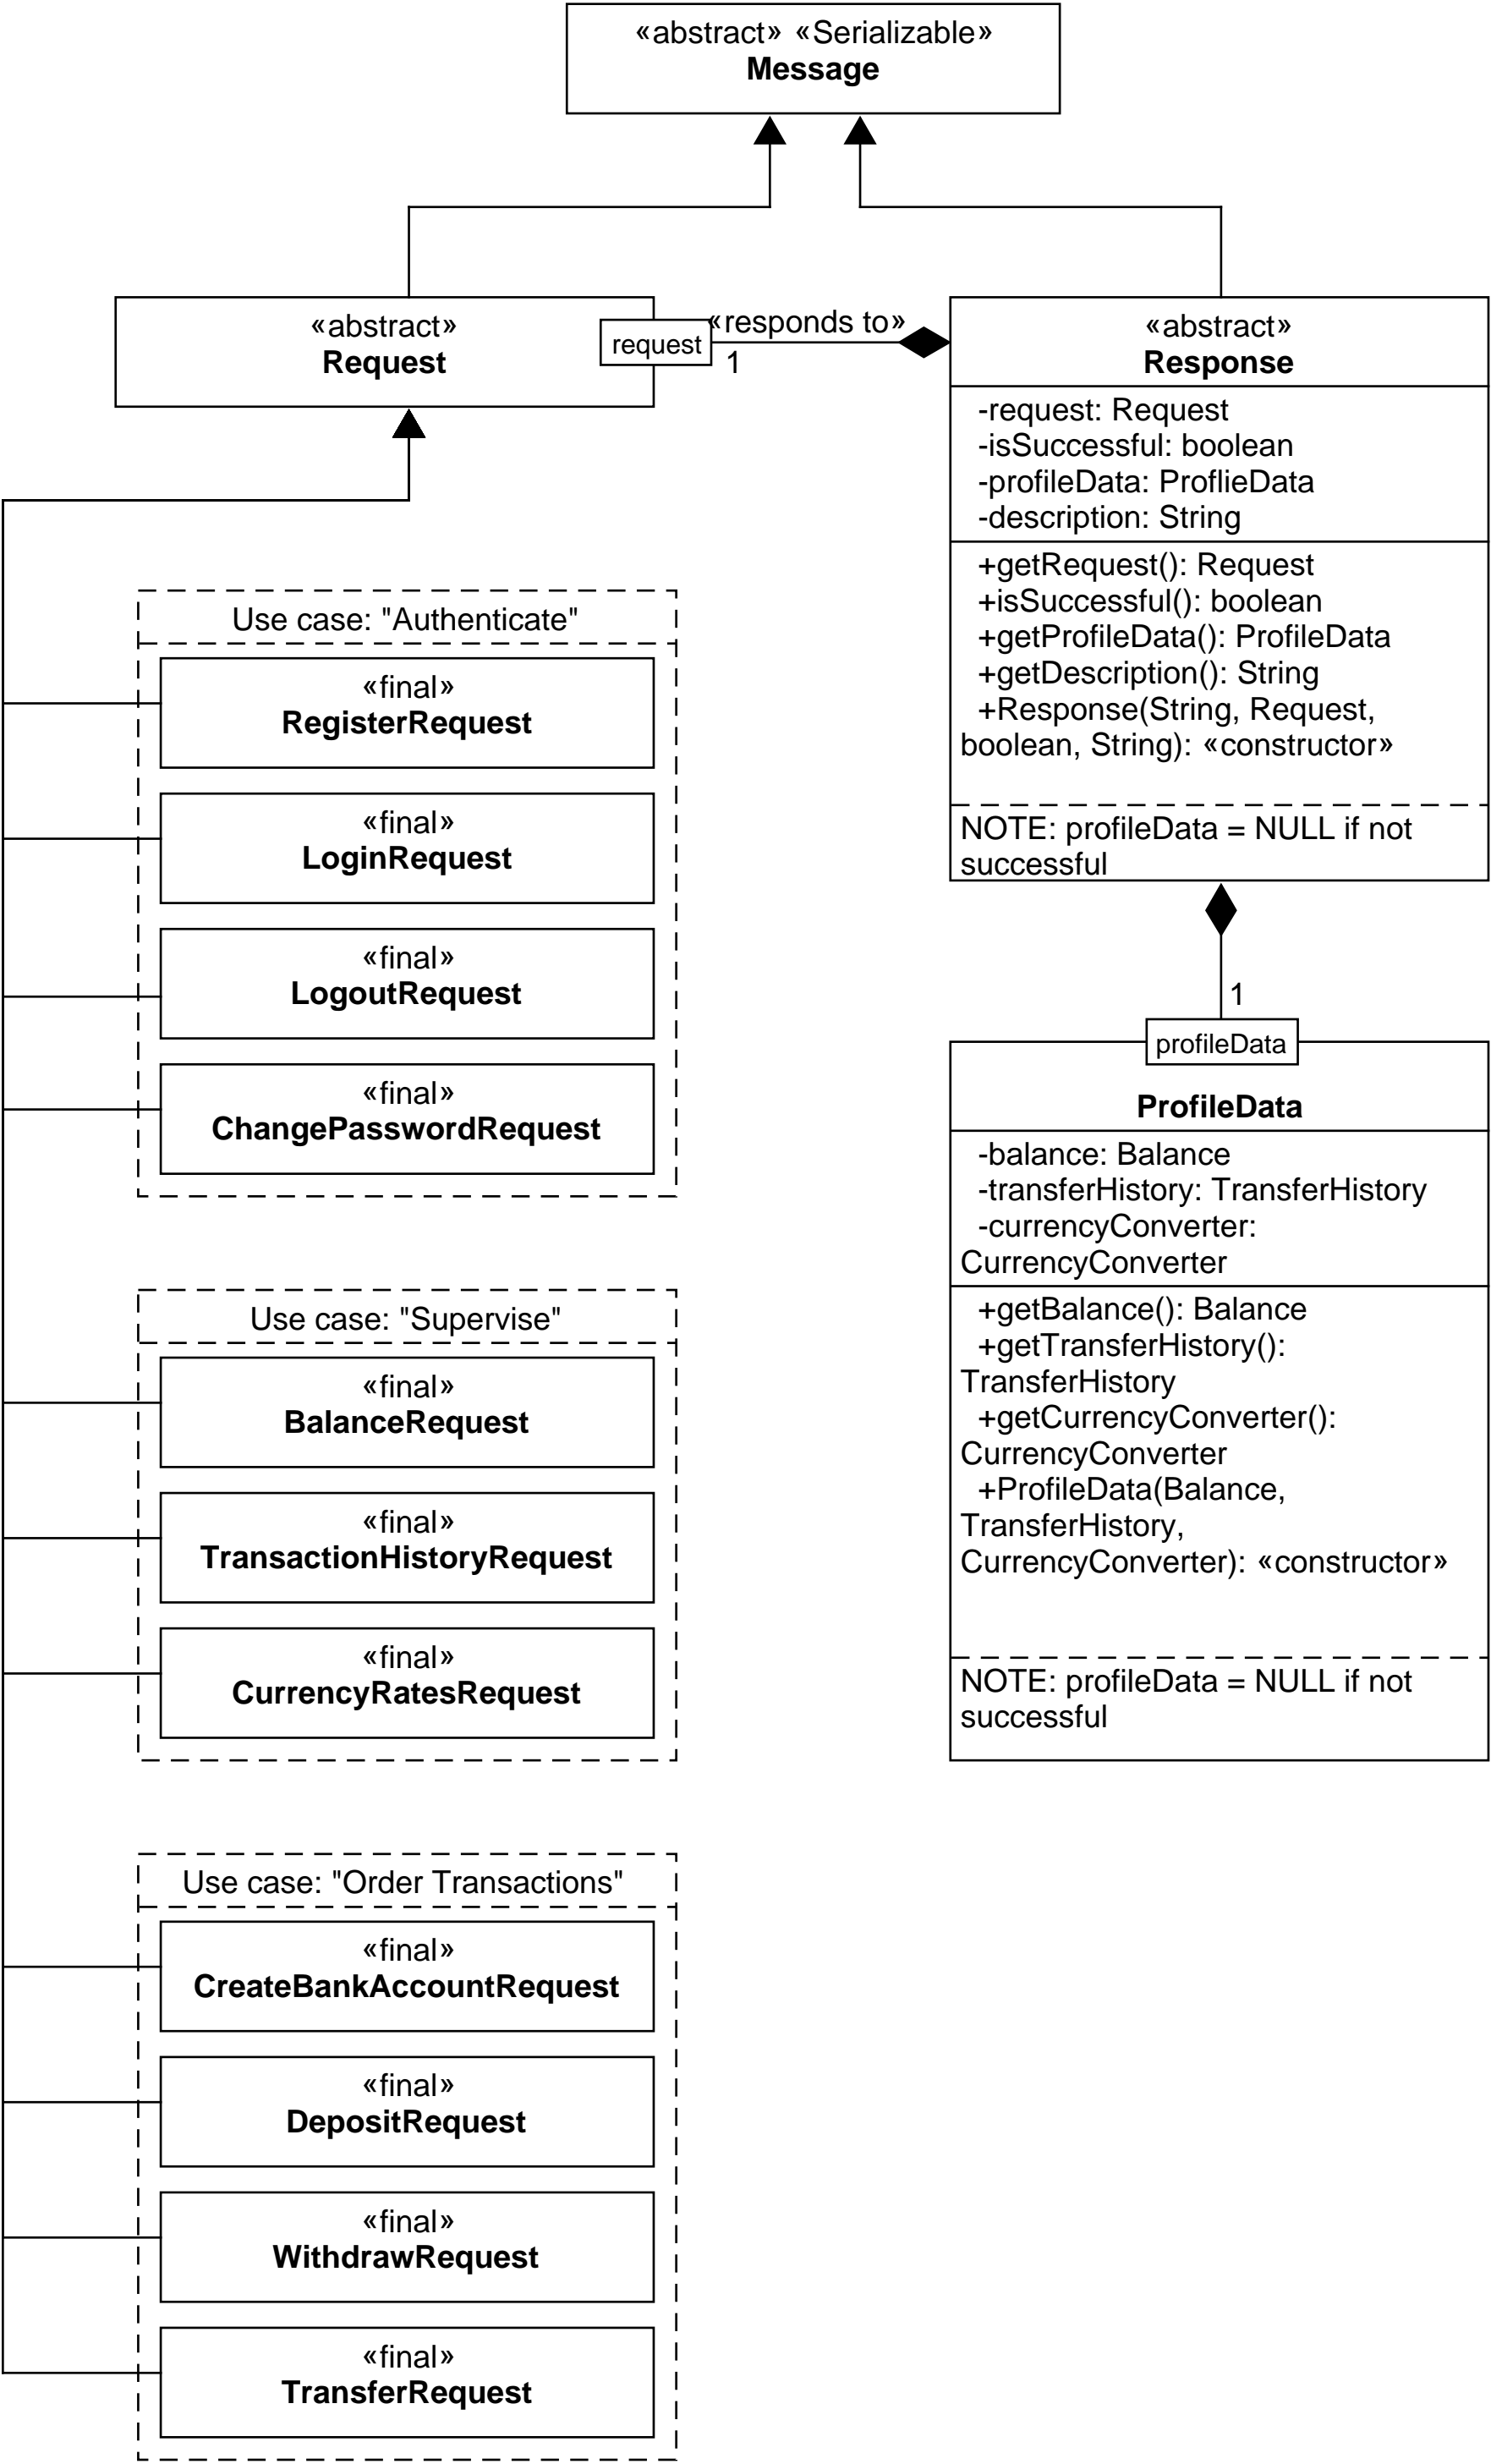 «abstract» «Serializable»
Message
«abstract»
Request
request
«responds to»
1
«abstract»
Response
-request: Request
-isSuccessful: boolean
-profileData: ProflieData
-description: String
+getRequest(): Request
+isSuccessful(): boolean
+getProfileData(): ProfileData
+getDescription(): String
+Response(String, Request,
boolean, String): «constructor»
NOTE: profileData = NULL if not
successful
1
profileData
ProfileData
-balance: Balance
-transferHistory: TransferHistory
-currencyConverter:
CurrencyConverter
+getBalance(): Balance
+getTransferHistory():
TransferHistory
+getCurrencyConverter():
CurrencyConverter
+ProfileData(Balance,
TransferHistory,
CurrencyConverter): «constructor»
NOTE: profileData = NULL if not
successful
Use case: "Authenticate"
«final»
RegisterRequest
«final»
LoginRequest
«final»
LogoutRequest
«final»
ChangePasswordRequest
Use case: "Supervise"
«final»
BalanceRequest
«final»
TransactionHistoryRequest
«final»
CurrencyRatesRequest
Use case: "Order Transactions"
«final»
CreateBankAccountRequest
«final»
DepositRequest
«final»
WithdrawRequest
«final»
TransferRequest